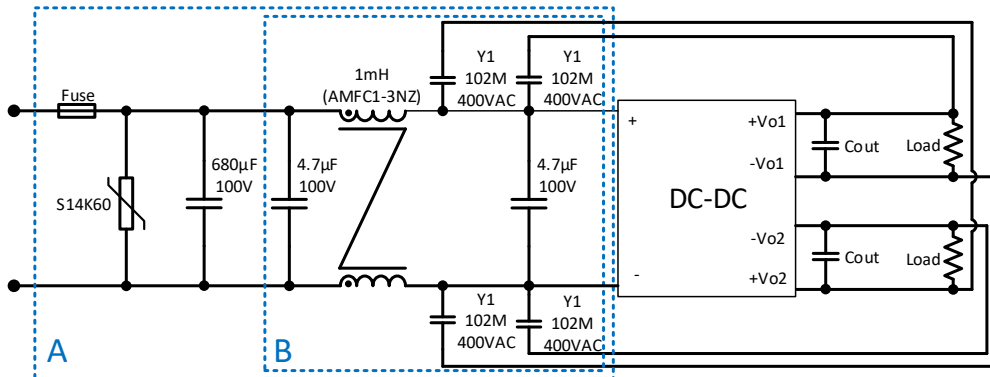 Y1
102M
400VAC
Y1
102M
400VAC
1mH
(AMFC1-3NZ)
Fuse
+
+Vo1
-Vo1
Cout
Load
S14K60
680µF
100V
4.7µF
100V
4.7µF
100V
DC-DC
-
-Vo2
+Vo2
Cout
Load
Y1
102M
400VAC
Y1
102M
400VAC
A
B